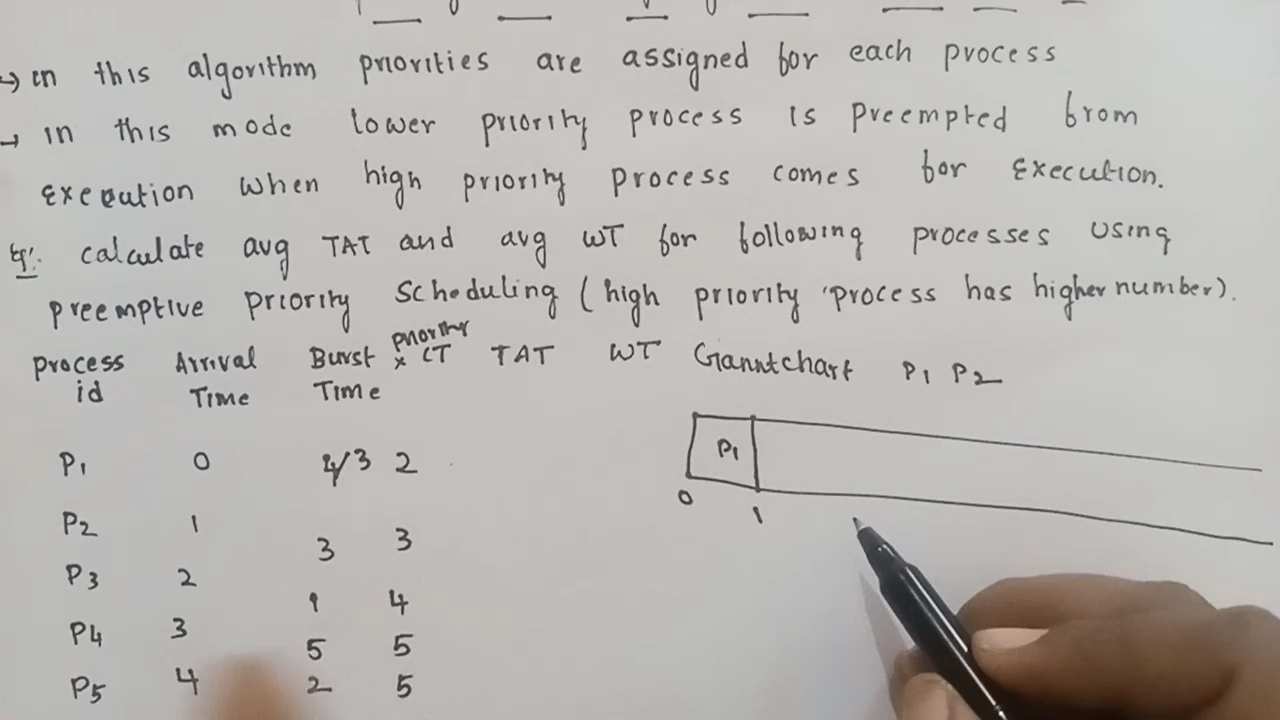 → In this algorithm priorities are assigned for each process
→ In this mode lower priority process is preempted from
execution when high priority process comes for execution.
Eg:. calculate avg TAT and avg WT for following processes using
preemptive priority scheduling (high priority process has higher number).
process id Arrival Time Burst Time priority CT TAT WT Ganntchart P1 P2
P1 0 4/3 2
P2 1 3 3
P3 2 1 4
P4 3 5 5
P5 4 2 5
P1
0 1